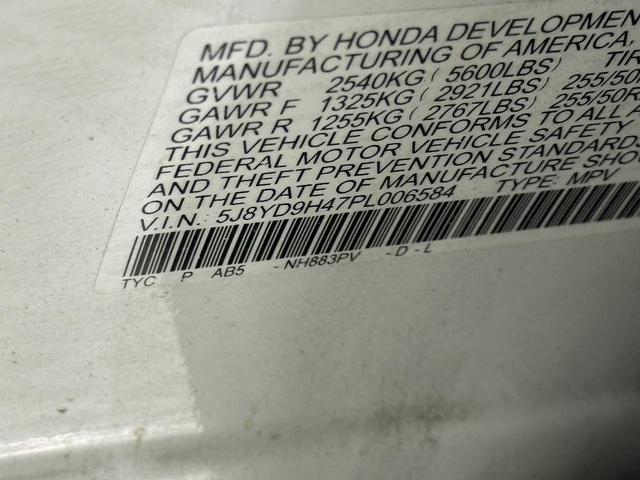 MFD. BY HONDA DEVELOPMEN
MANUFACTURING OF AMERICA,
GVWR 2540KG ( 5600LBS) TIR
GAWR F 1325KG ( 2921LBS) 255/50
GAWR R 1255KG ( 2767LBS) 255/50R
THIS VEHICLE CONFORMS TO ALL A
FEDERAL MOTOR VEHICLE SAFETY
AND THEFT PREVENTION STANDARDS
ON THE DATE OF MANUFACTURE SHO
V.I.N.: 5J8YD9H47PL006584 TYPE: MPV
TYC P AB5 - NH883PV - D - L